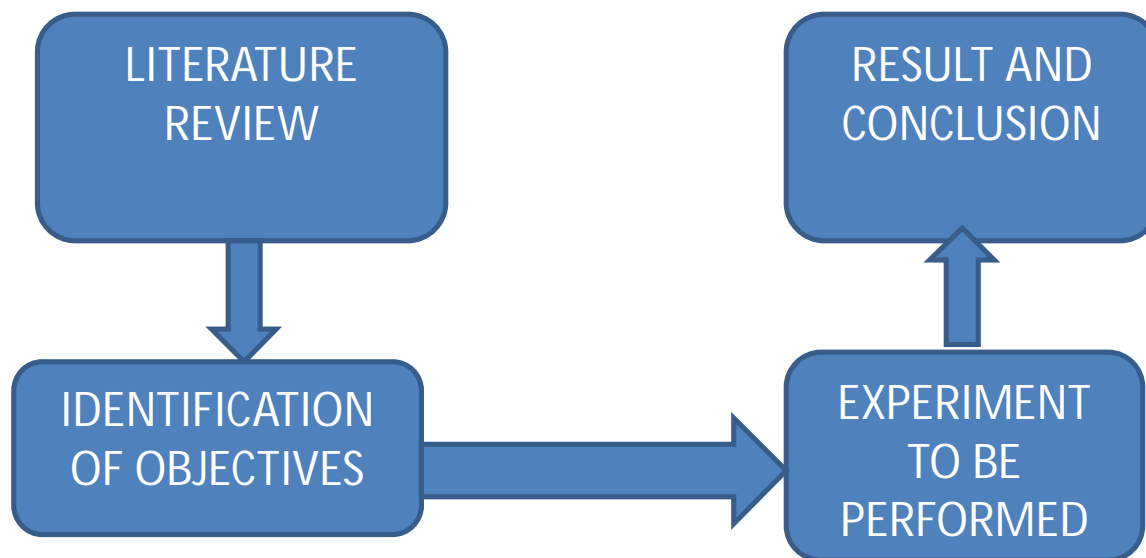 LITERATURE
REVIEW
IDENTIFICATION
OF OBJECTIVES
EXPERIMENT
TO BE
PERFORMED
RESULT AND
CONCLUSION